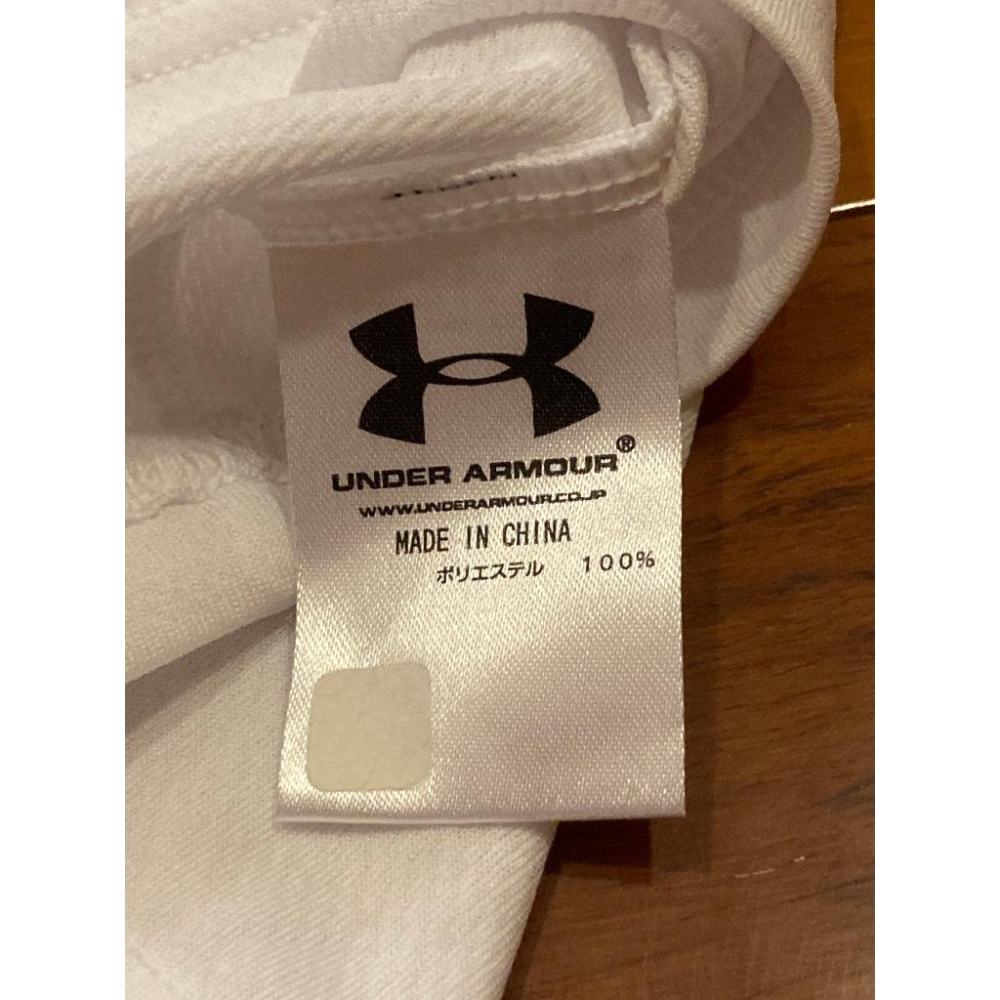 UNDER ARMOUR®
WWW.UNDERARMOUR.CO.JP
MADE IN CHINA
ポリエステル 100%